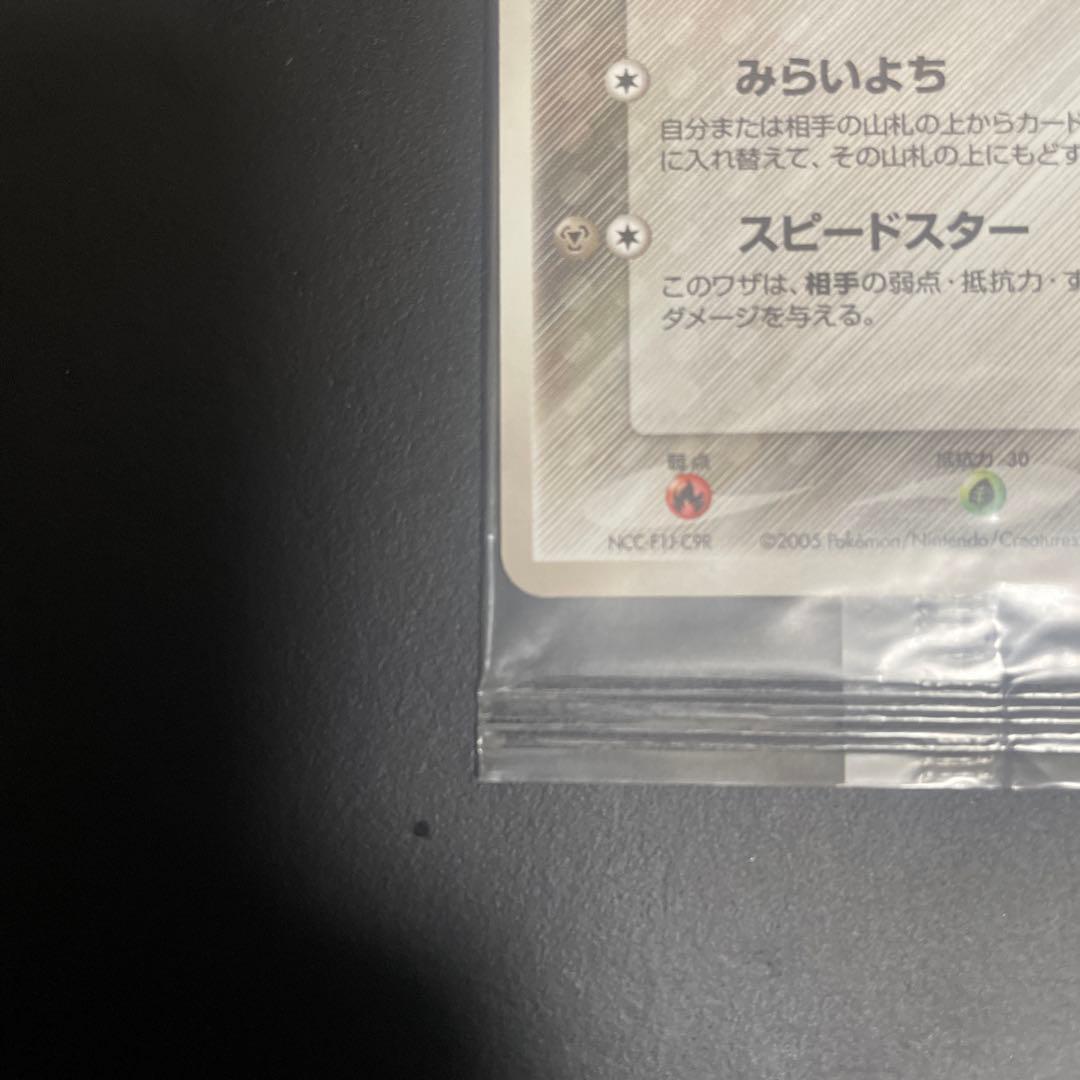 みらいよち
自分または相手の山札の上からカード
に入れ替えて、その山札の上にもどす
スピードスター
このワザは、相手の弱点・抵抗力・す
ダメージを与える。
弱点
抵抗力 -30
NCC-F1J-C9R
©2005 Pokémon/Nintendo/Creatures